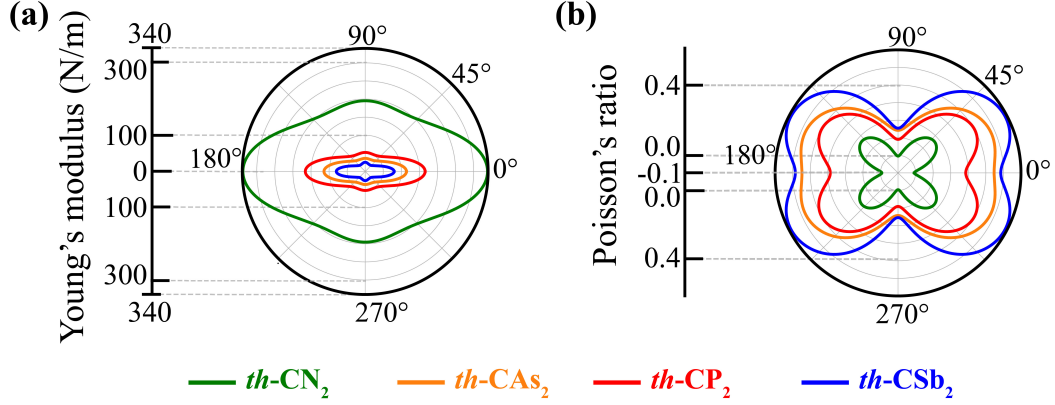 (a)
Young's modulus (N/m)
340
300
100
0
100
300
340
90°
45°
180°
0°
270°
(b)
Poisson's ratio
0.4
0.0
-0.1
0.0
0.4
90°
45°
180°
0°
270°
th-CN₂
th-CAs₂
th-CP₂
th-CSb₂